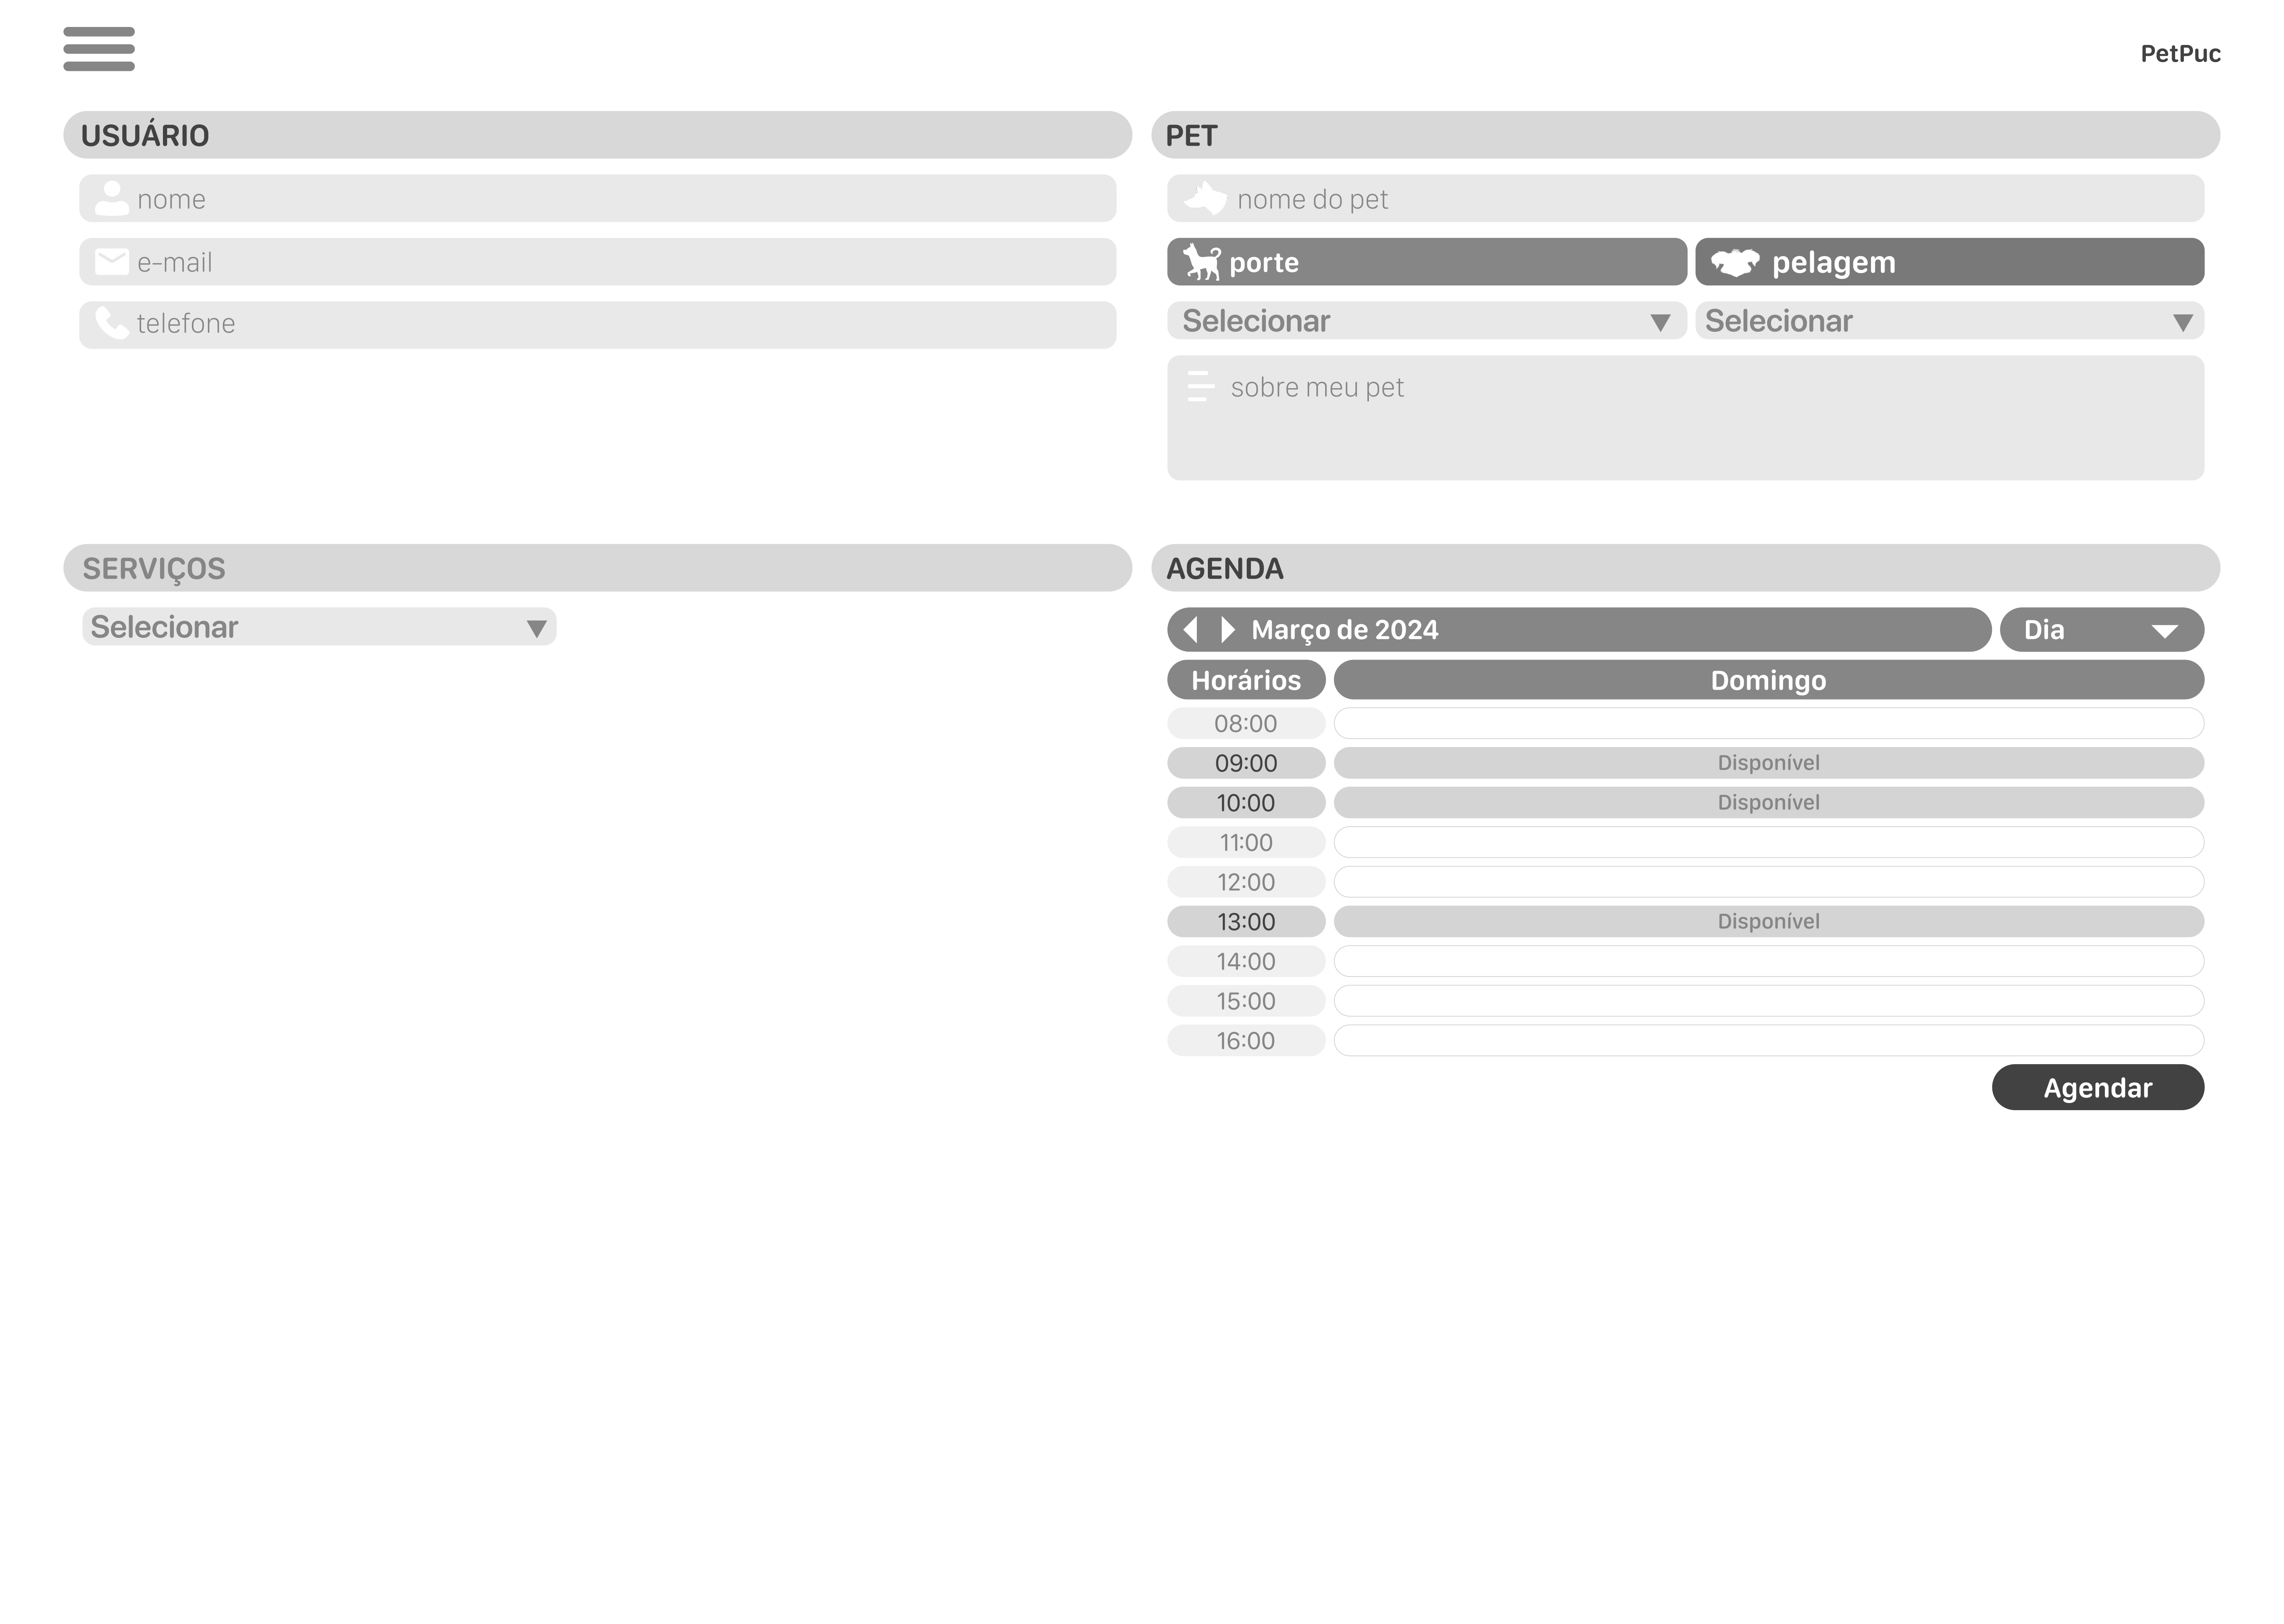 PetPuc
USUÁRIO
nome
e-mail
telefone
PET
nome do pet
porte
pelagem
Selecionar
Selecionar
sobre meu pet
SERVIÇOS
Selecionar
AGENDA
Março de 2024
Dia
Horários
Domingo
08:00
09:00 Disponível
10:00 Disponível
11:00
12:00
13:00 Disponível
14:00
15:00
16:00
Agendar